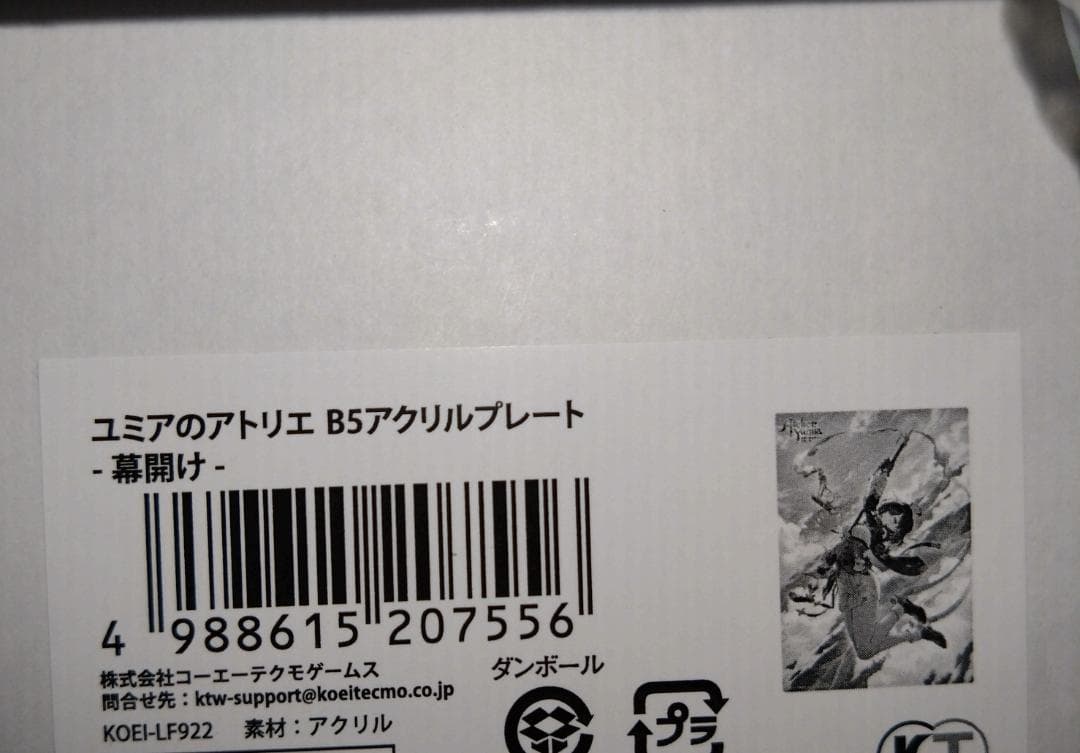 ユミアのアトリエ B5アクリルプレート
- 幕開け -
4 988615 207556
株式会社コーエーテクモゲームス
問合せ先：ktw-support@koeitecmo.co.jp
KOEI-LF922 素材：アクリル
ダンボール
プラ
Atelier
Yumia
KT